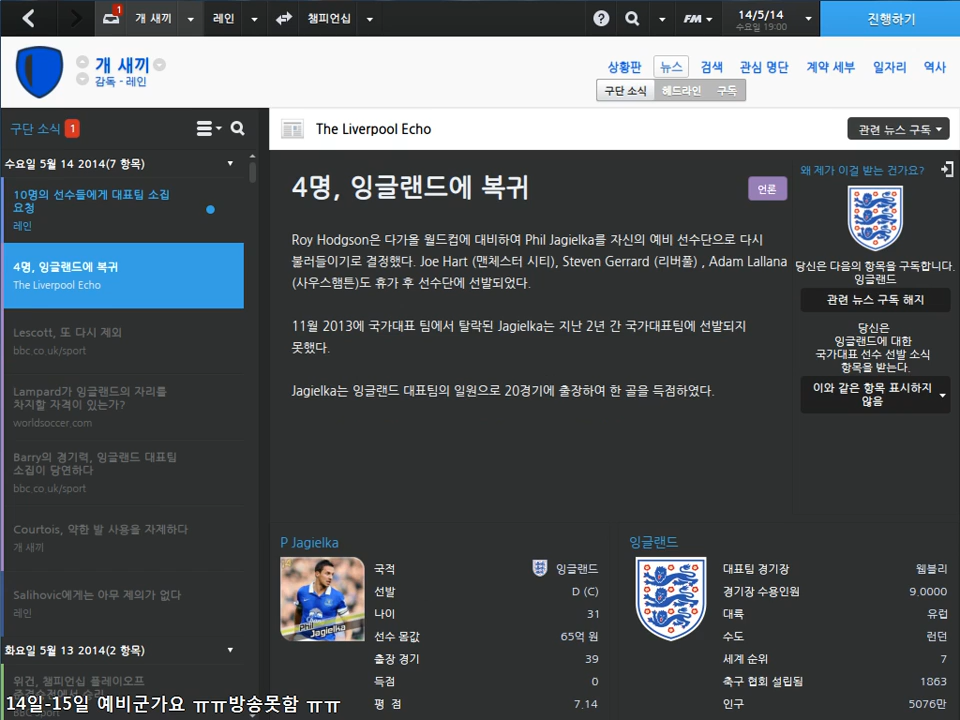 1
개 새끼
레인
챔피언십
FM
14/5/14
수요일 19:00
진행하기
개 새끼
감독 - 레인
상황판
뉴스
검색
관심 명단
계약 세부
일자리
역사
구단 소식
헤드라인
구독
구단 소식 1
The Liverpool Echo
관련 뉴스 구독
수요일 5월 14 2014(7 항목)
10명의 선수들에게 대표팀 소집
요청
레인
4명, 잉글랜드에 복귀
The Liverpool Echo
Lescott, 또 다시 제외
bbc.co.uk/sport
Lampard가 잉글랜드의 자리를
차지할 자격이 있는가?
worldsoccer.com
Barry의 경기력, 잉글랜드 대표팀
소집이 당연하다
bbc.co.uk/sport
Courtois, 약한 발 사용을 자제하다
개 새끼
Salihovic에게는 아무 제의가 없다
레인
화요일 5월 13 2014(2 항목)
위건, 챔피언십 플레이오프
준결승전에서 승리
bbc.co.uk/sport
4명, 잉글랜드에 복귀
언론
Roy Hodgson은 다가올 월드컵에 대비하여 Phil Jagielka를 자신의 예비 선수단으로 다시
불러들이기로 결정했다. Joe Hart (맨체스터 시티), Steven Gerrard (리버풀) , Adam Lallana
(사우스햄튼)도 휴가 후 선수단에 선발되었다.
11월 2013에 국가대표 팀에서 탈락된 Jagielka는 지난 2년 간 국가대표팀에 선발되지
못했다.
Jagielka는 잉글랜드 대표팀의 일원으로 20경기에 출장하여 한 골을 득점하였다.
왜 제가 이걸 받는 건가요?
당신은 다음의 항목을 구독합니다.
잉글랜드
관련 뉴스 구독 해지
당신은
잉글랜드에 대한
국가대표 선수 선발 소식
항목을 받는다.
이와 같은 항목 표시하지
않음
P Jagielka
Phil
Jagielka
국적 잉글랜드
선발 D (C)
나이 31
선수 몸값 65억 원
출장 경기 39
득점 0
평 점 7.14
잉글랜드
대표팀 경기장 웸블리
경기장 수용인원 9,0000
대륙 유럽
수도 런던
세계 순위 7
축구 협회 설립됨 1863
인구 5076만
14일-15일 예비군가요 ㅠㅠ방송못함 ㅠㅠ